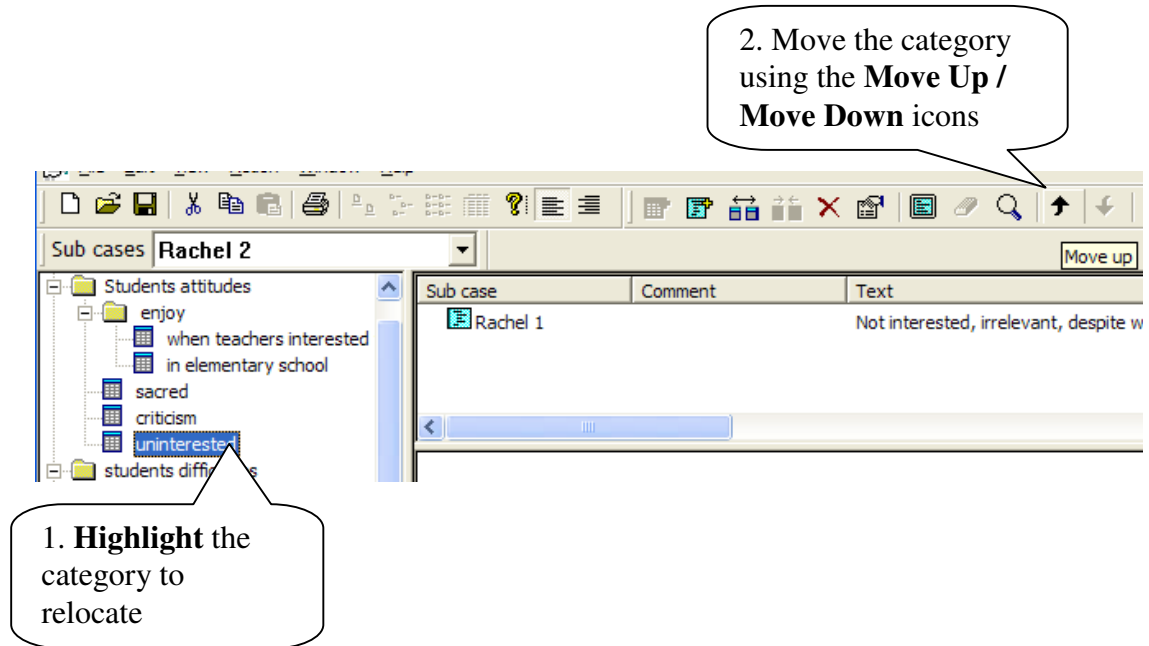 2. Move the category
using the Move Up /
Move Down icons
Sub cases Rachel 2
Move up
Students attitudes
enjoy
when teachers interested
in elementary school
sacred
criticism
uninterested
students
Sub case Comment Text
Rachel 1 Not interested, irrelevant, despite w
1. Highlight the
category to
relocate